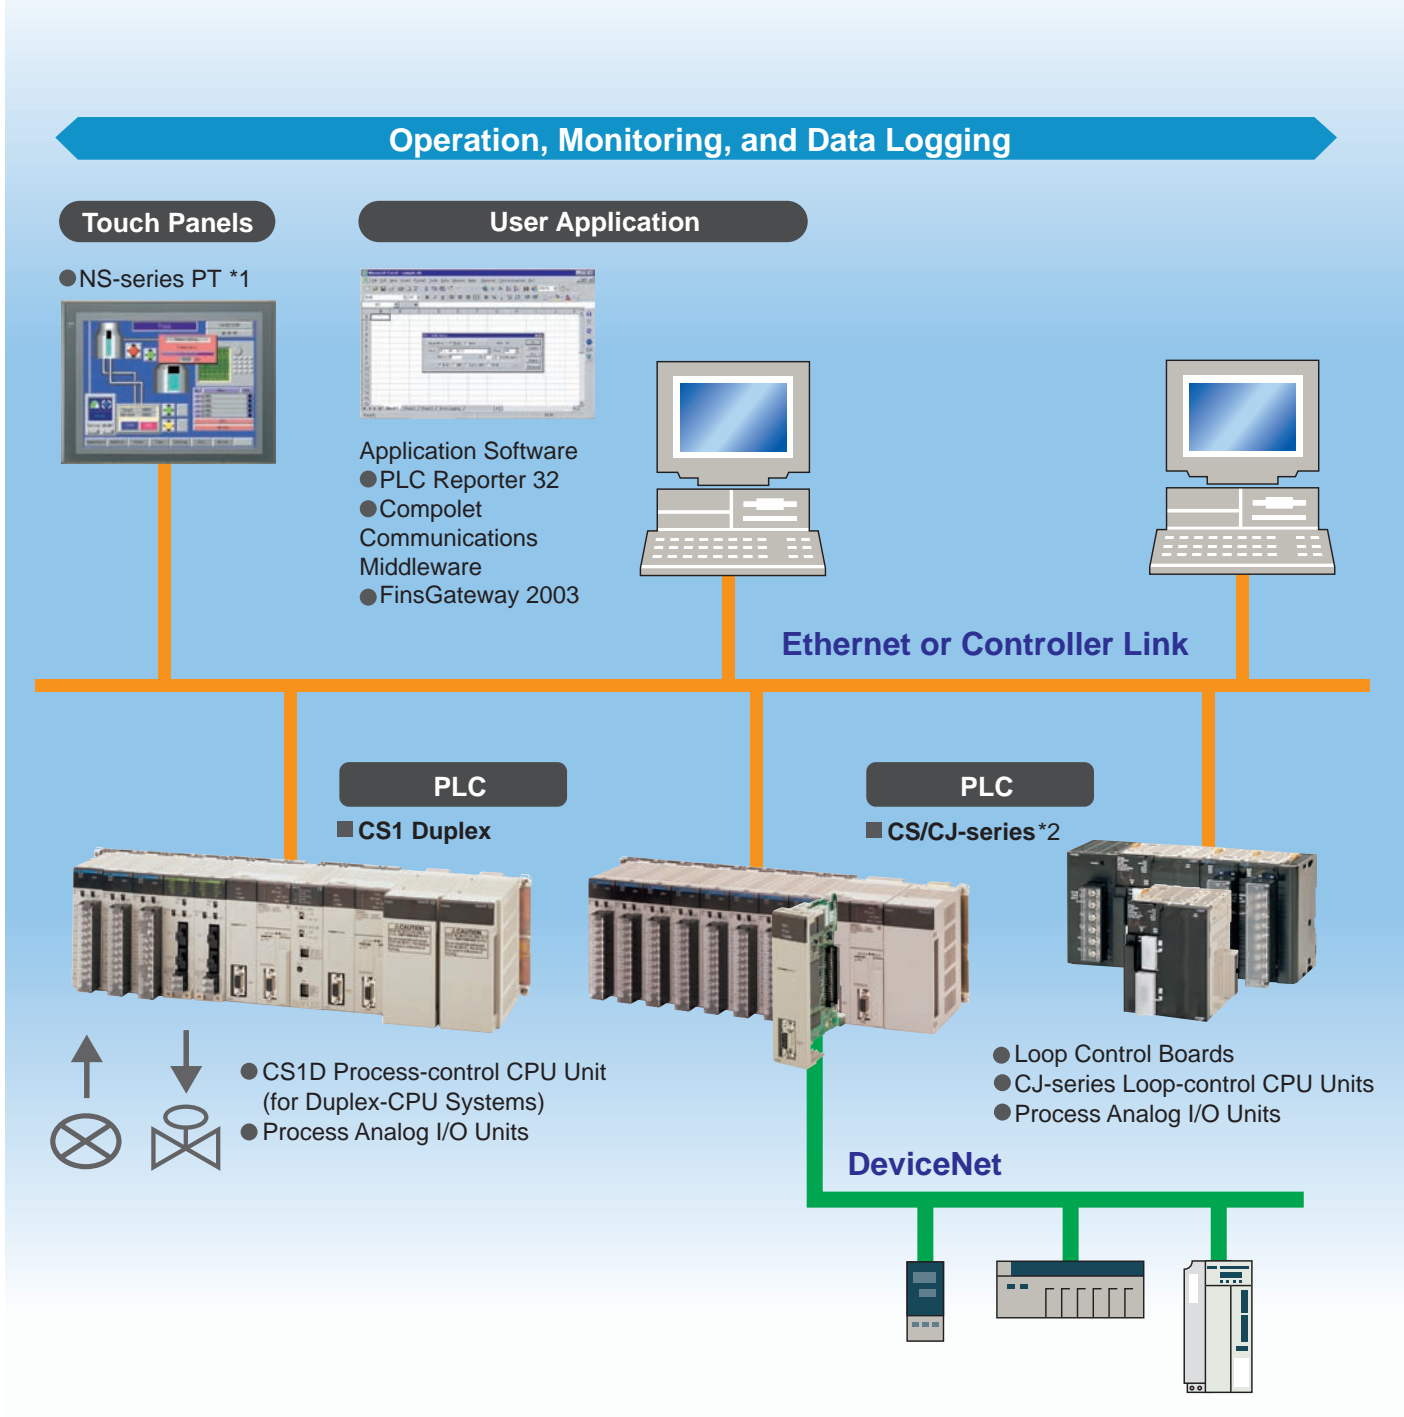 Operation, Monitoring, and Data Logging
Touch Panels
User Application
●NS-series PT *1
Application Software
●PLC Reporter 32
●Compolet
Communications
Middleware
●FinsGateway 2003
Ethernet or Controller Link
PLC
■ CS1 Duplex
PLC
■ CS/CJ-series*2
CAUTION
CAUTION
●CS1D Process-control CPU Unit
(for Duplex-CPU Systems)
●Process Analog I/O Units
●Loop Control Boards
●CJ-series Loop-control CPU Units
●Process Analog I/O Units
DeviceNet